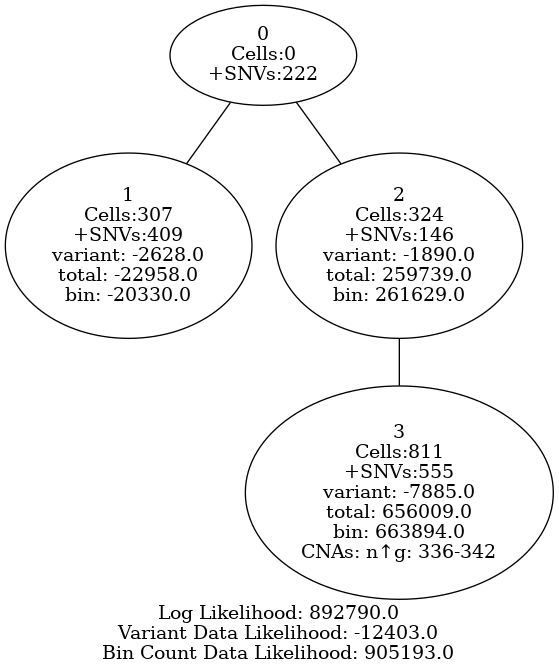 0
Cells:0
+SNVs:222
1
Cells:307
+SNVs:409
variant: -2628.0
total: -22958.0
bin: -20330.0
2
Cells:324
+SNVs:146
variant: -1890.0
total: 259739.0
bin: 261629.0
3
Cells:811
+SNVs:555
variant: -7885.0
total: 656009.0
bin: 663894.0
CNAs: n↑g: 336-342
Log Likelihood: 892790.0
Variant Data Likelihood: -12403.0
Bin Count Data Likelihood: 905193.0